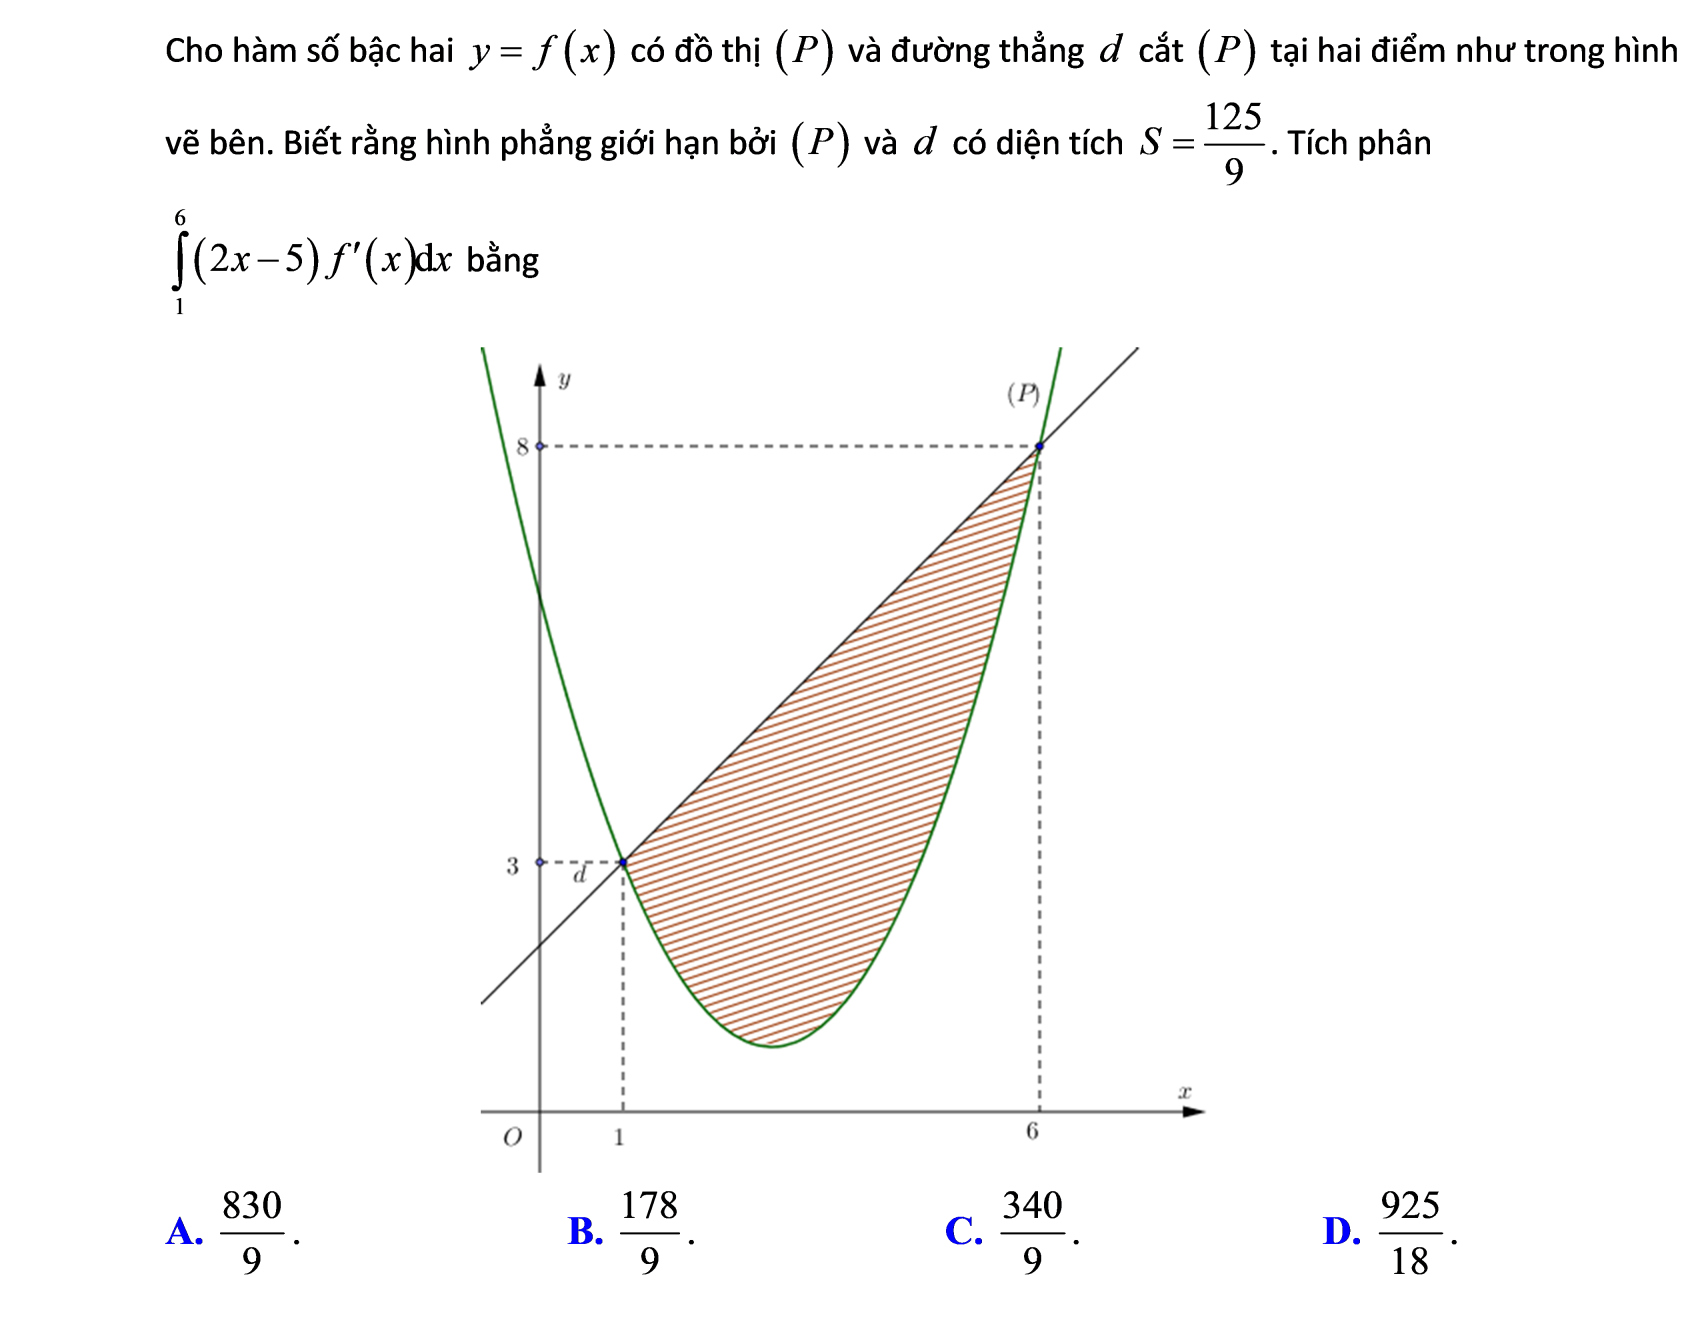 Cho hàm số bậc hai y = f(x) có đồ thị (P) và đường thẳng d cắt (P) tại hai điểm như trong hình
vẽ bên. Biết rằng hình phẳng giới hạn bởi (P) và d có diện tích S = 125/9. Tích phân
∫₁⁶(2x−5)f′(x)dx bằng
y
(P)
8
3
d
x
O
1
6
A. 830/9. B. 178/9. C. 340/9. D. 925/18.